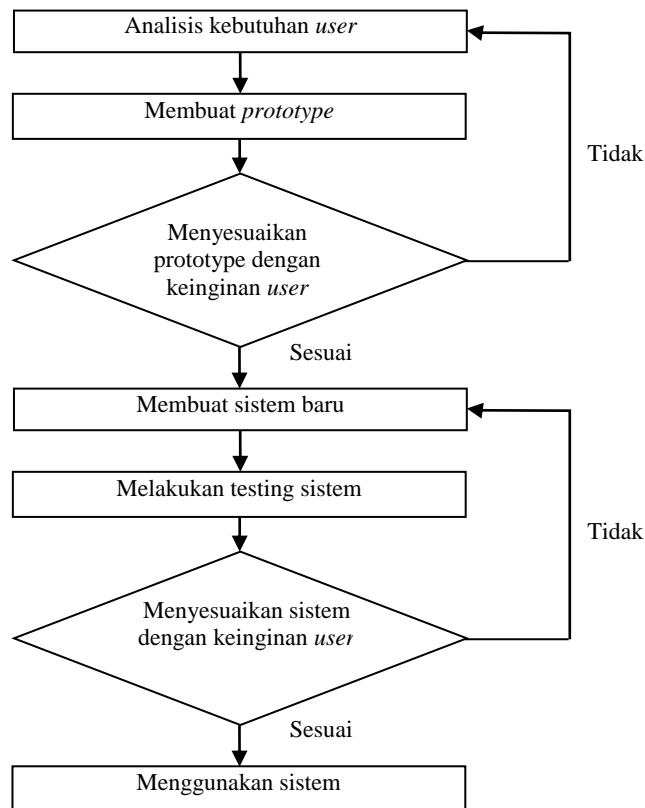 Analisis kebutuhan user
Membuat prototype
Tidak
Menyesuaikan
prototype dengan
keinginan user
Sesuai
Membuat sistem baru
Melakukan testing sistem
Tidak
Menyesuaikan sistem
dengan keinginan user
Sesuai
Menggunakan sistem